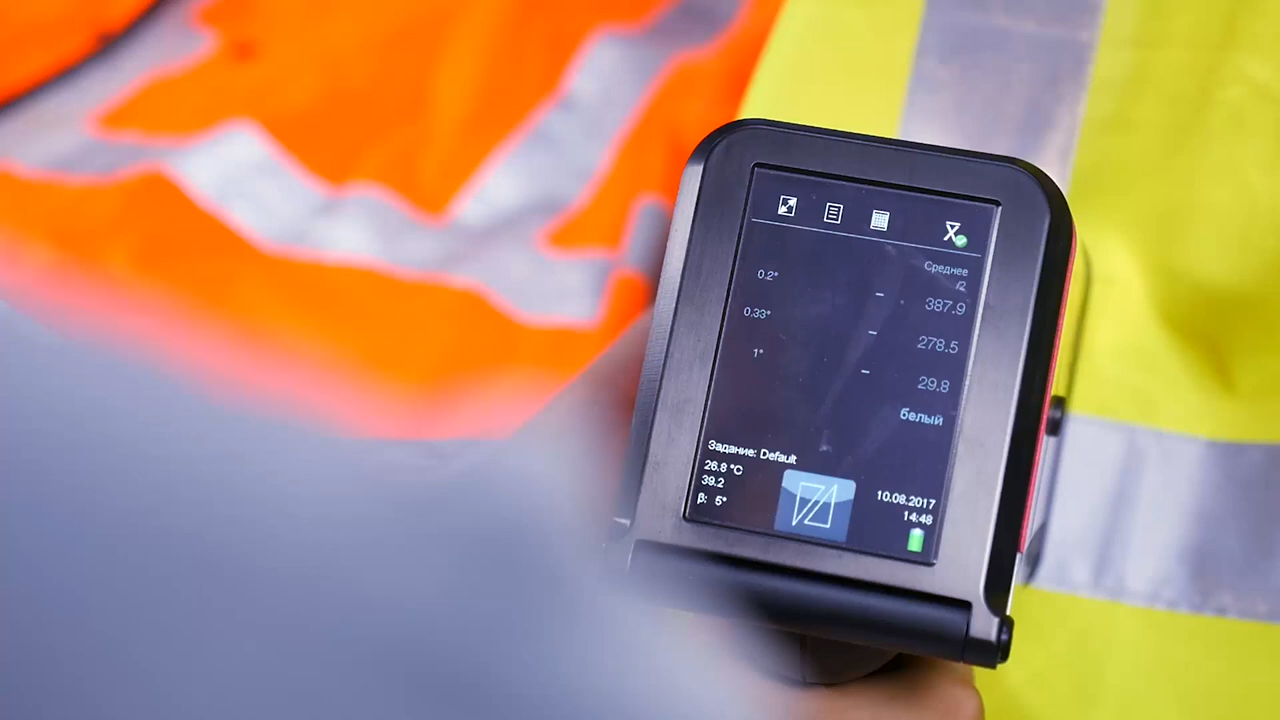 Среднее
/2
0.2° – 387.9
0.33° – 278.5
1° – 29.8
белый
Задание: Default
26.8 °C
39.2
β: 5°
10.08.2017
14:48